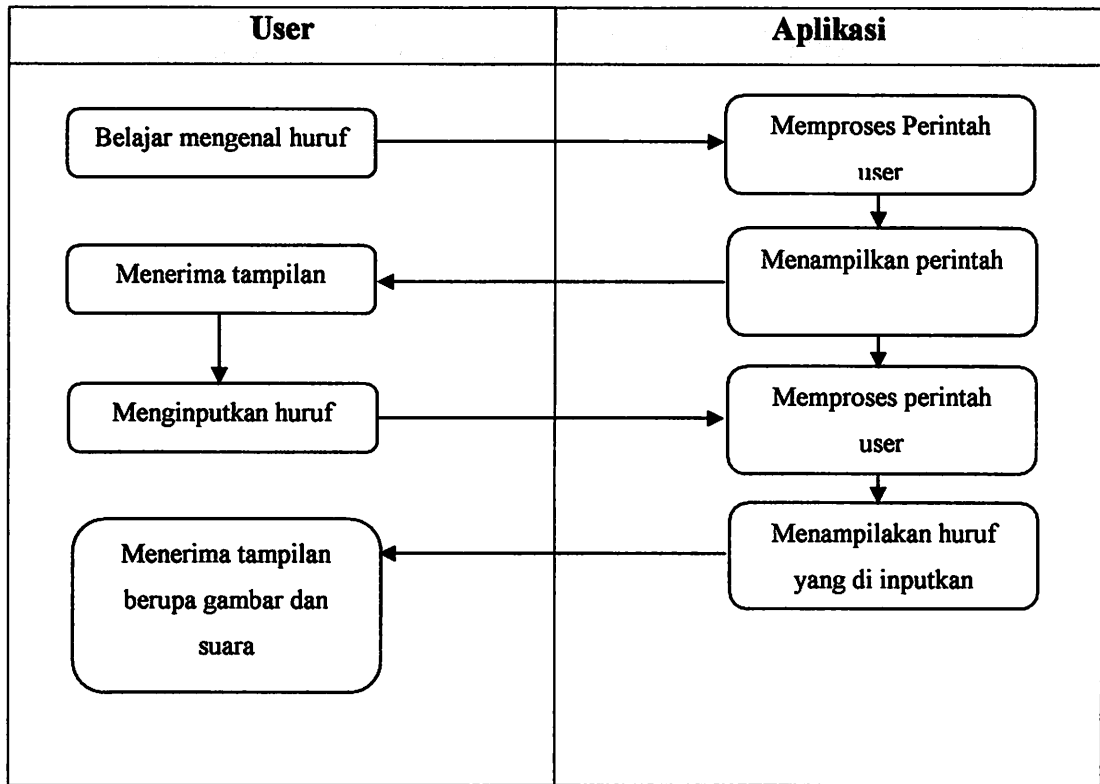 User
Aplikasi
Belajar mengenal huruf
Memproses Perintah
user
Menerima tampilan
Menampilkan perintah
Menginputkan huruf
Memproses perintah
user
Menerima tampilan
berupa gambar dan
suara
Menampilakan huruf
yang di inputkan